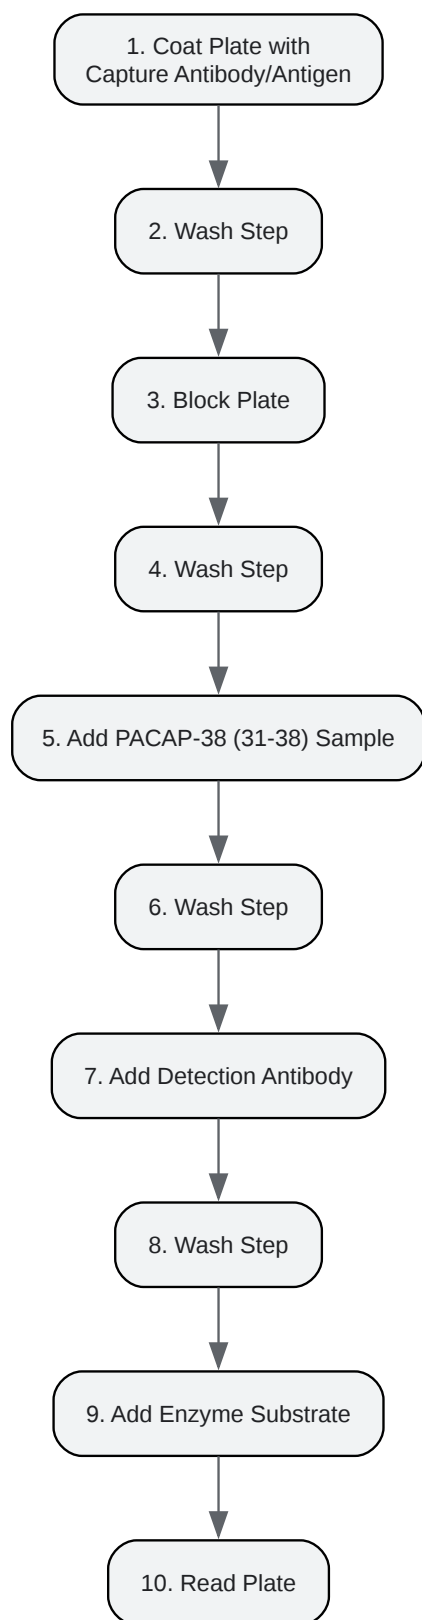 1. Coat Plate with
Capture Antibody/Antigen
2. Wash Step
3. Block Plate
4. Wash Step
5. Add PACAP-38 (31-38) Sample
6. Wash Step
7. Add Detection Antibody
8. Wash Step
9. Add Enzyme Substrate
10. Read Plate